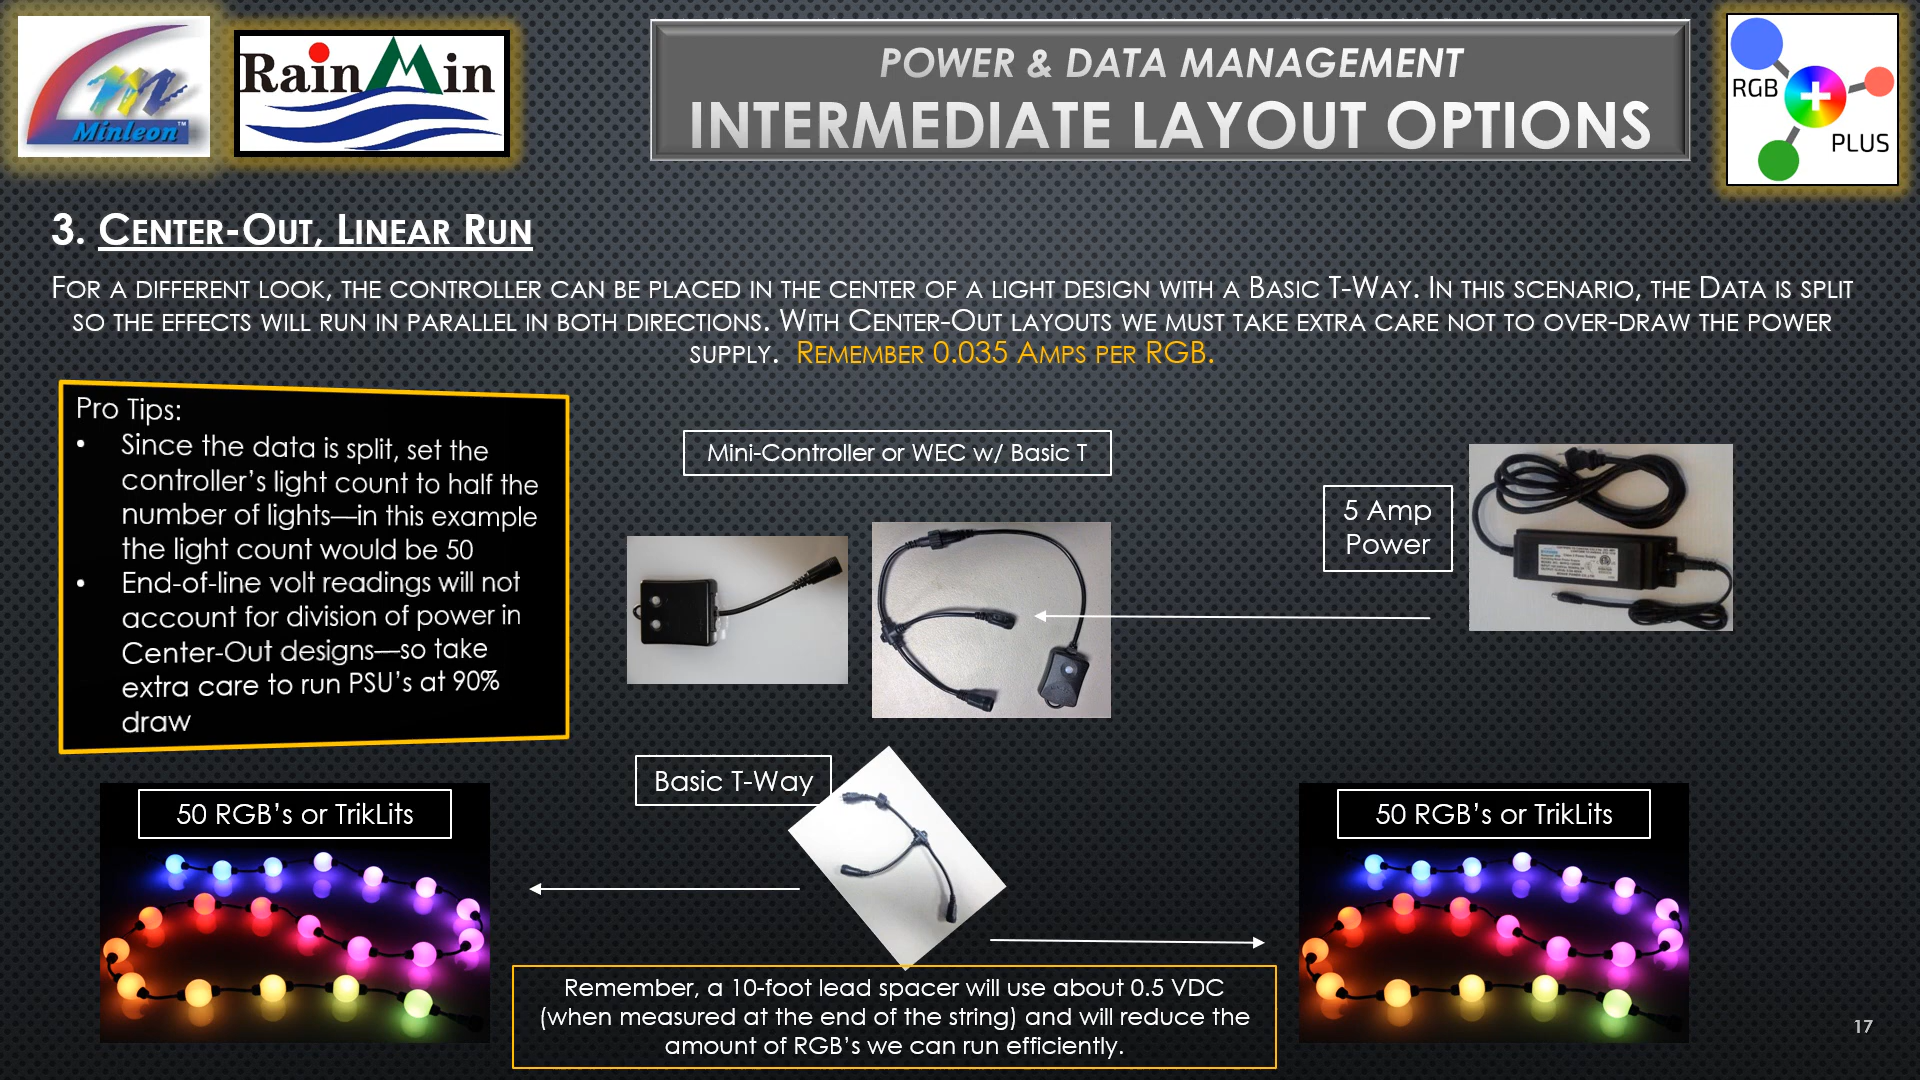 Minleon™
RainMin
POWER & DATA MANAGEMENT
INTERMEDIATE LAYOUT OPTIONS
RGB
PLUS
3. CENTER-OUT, LINEAR RUN
FOR A DIFFERENT LOOK, THE CONTROLLER CAN BE PLACED IN THE CENTER OF A LIGHT DESIGN WITH A BASIC T-WAY. IN THIS SCENARIO, THE DATA IS SPLIT
SO THE EFFECTS WILL RUN IN PARALLEL IN BOTH DIRECTIONS. WITH CENTER-OUT LAYOUTS WE MUST TAKE EXTRA CARE NOT TO OVER-DRAW THE POWER
SUPPLY. REMEMBER 0.035 AMPS PER RGB.
Pro Tips:
• Since the data is split, set the
controller’s light count to half the
number of lights—in this example
the light count would be 50
• End-of-line volt readings will not
account for division of power in
Center-Out designs—so take
extra care to run PSU’s at 90%
draw
Mini-Controller or WEC w/ Basic T
5 Amp
Power
Basic T-Way
50 RGB’s or TrikLits
50 RGB’s or TrikLits
Remember, a 10-foot lead spacer will use about 0.5 VDC
(when measured at the end of the string) and will reduce the
amount of RGB’s we can run efficiently.
17